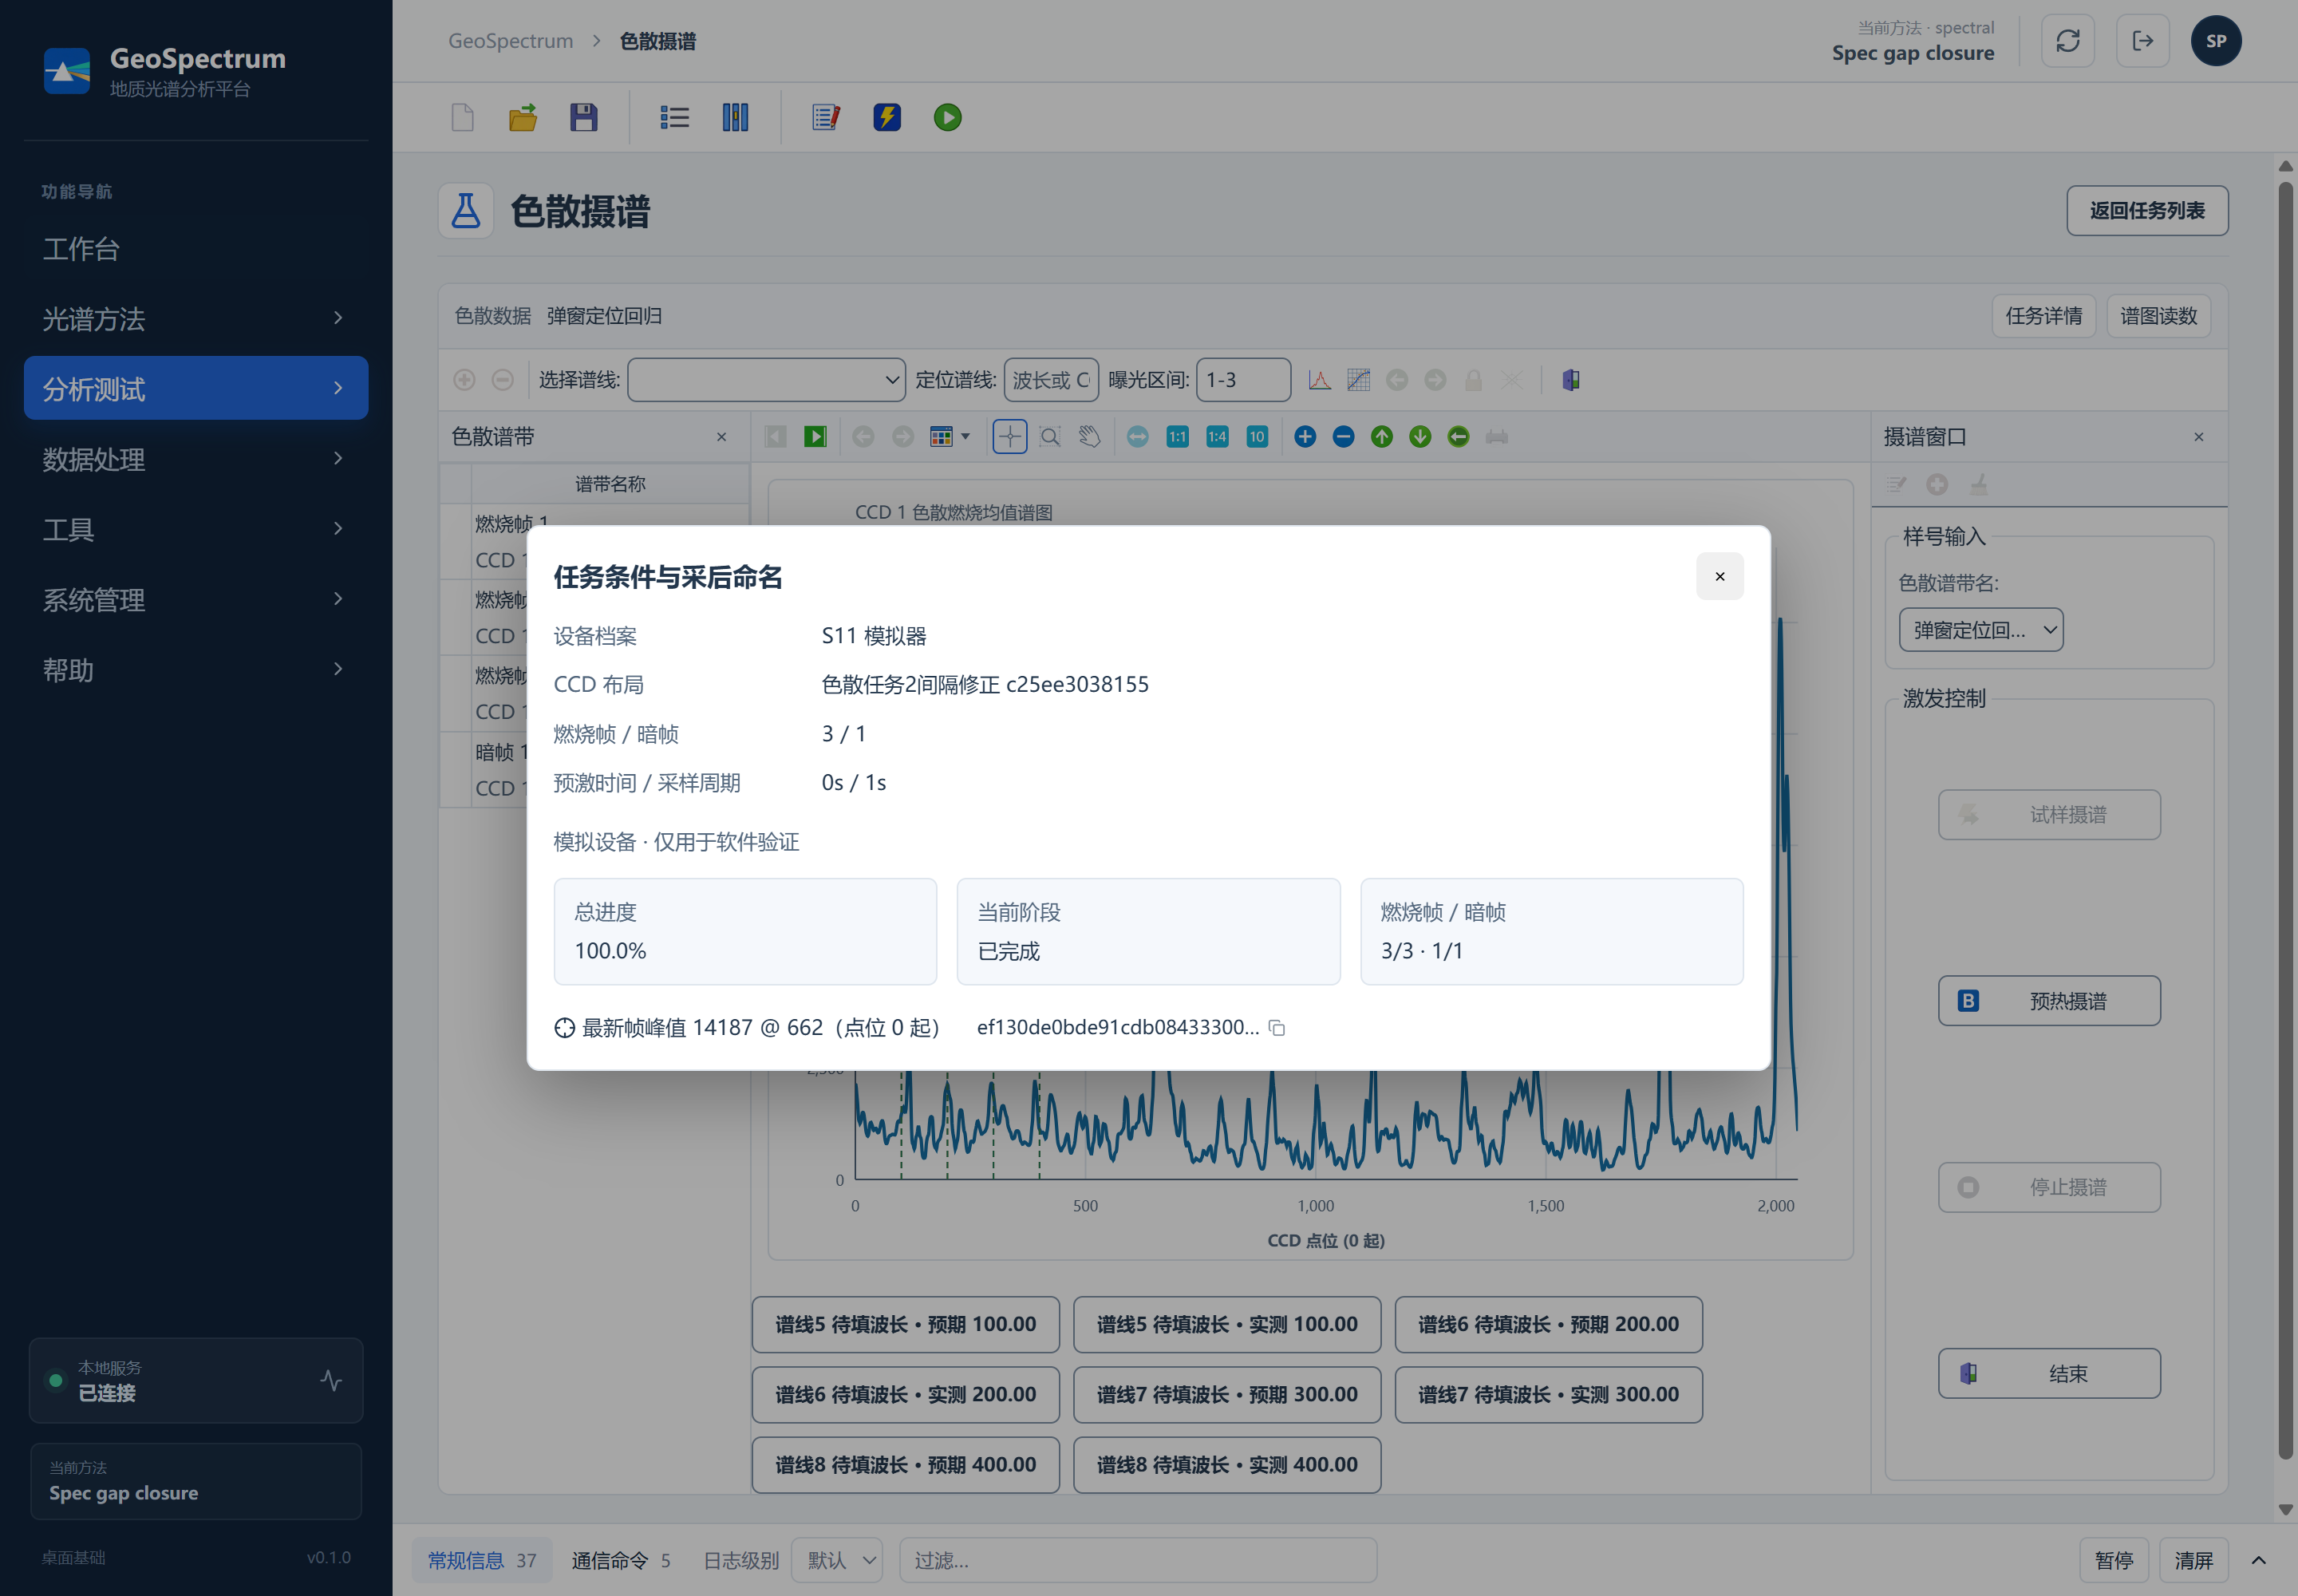 GeoSpectrum
地质光谱分析平台
功能导航
工作台
光谱方法
分析测试
数据处理
工具
系统管理
帮助
本地服务
已连接
当前方法
Spec gap closure
桌面基础 v0.1.0
GeoSpectrum > 色散摄谱
当前方法 · spectral
Spec gap closure
SP
色散摄谱
返回任务列表
色散数据 弹窗定位回归
任务详情 谱图读数
选择谱线: 定位谱线: 波长或 C 曝光区间: 1-3
色散谱带 ×
1:1 1:4 10
摄谱窗口 ×
谱带名称
燃烧帧 1
CCD 1
燃烧帧
CCD 1
燃烧帧
CCD 1
暗帧 1
CCD 1
CCD 1 色散燃烧均值谱图
任务条件与采后命名
×
设备档案 S11 模拟器
CCD 布局 色散任务2间隔修正 c25ee3038155
燃烧帧 / 暗帧 3 / 1
预激时间 / 采样周期 0s / 1s
模拟设备 · 仅用于软件验证
总进度
100.0%
当前阶段
已完成
燃烧帧 / 暗帧
3/3 · 1/1
最新帧峰值 14187 @ 662（点位 0 起） ef130de0bde91cdb08433300...
0
0 500 1,000 1,500 2,000
CCD 点位 (0 起)
谱线5 待填波长 • 预期 100.00
谱线5 待填波长 • 实测 100.00
谱线6 待填波长 • 预期 200.00
谱线6 待填波长 • 实测 200.00
谱线7 待填波长 • 预期 300.00
谱线7 待填波长 • 实测 300.00
谱线8 待填波长 • 预期 400.00
谱线8 待填波长 • 实测 400.00
样号输入
色散谱带名:
弹窗定位回...
激发控制
试样摄谱
B 预热摄谱
停止摄谱
结束
常规信息 37 通信命令 5 日志级别 默认 过滤...
暂停 清屏